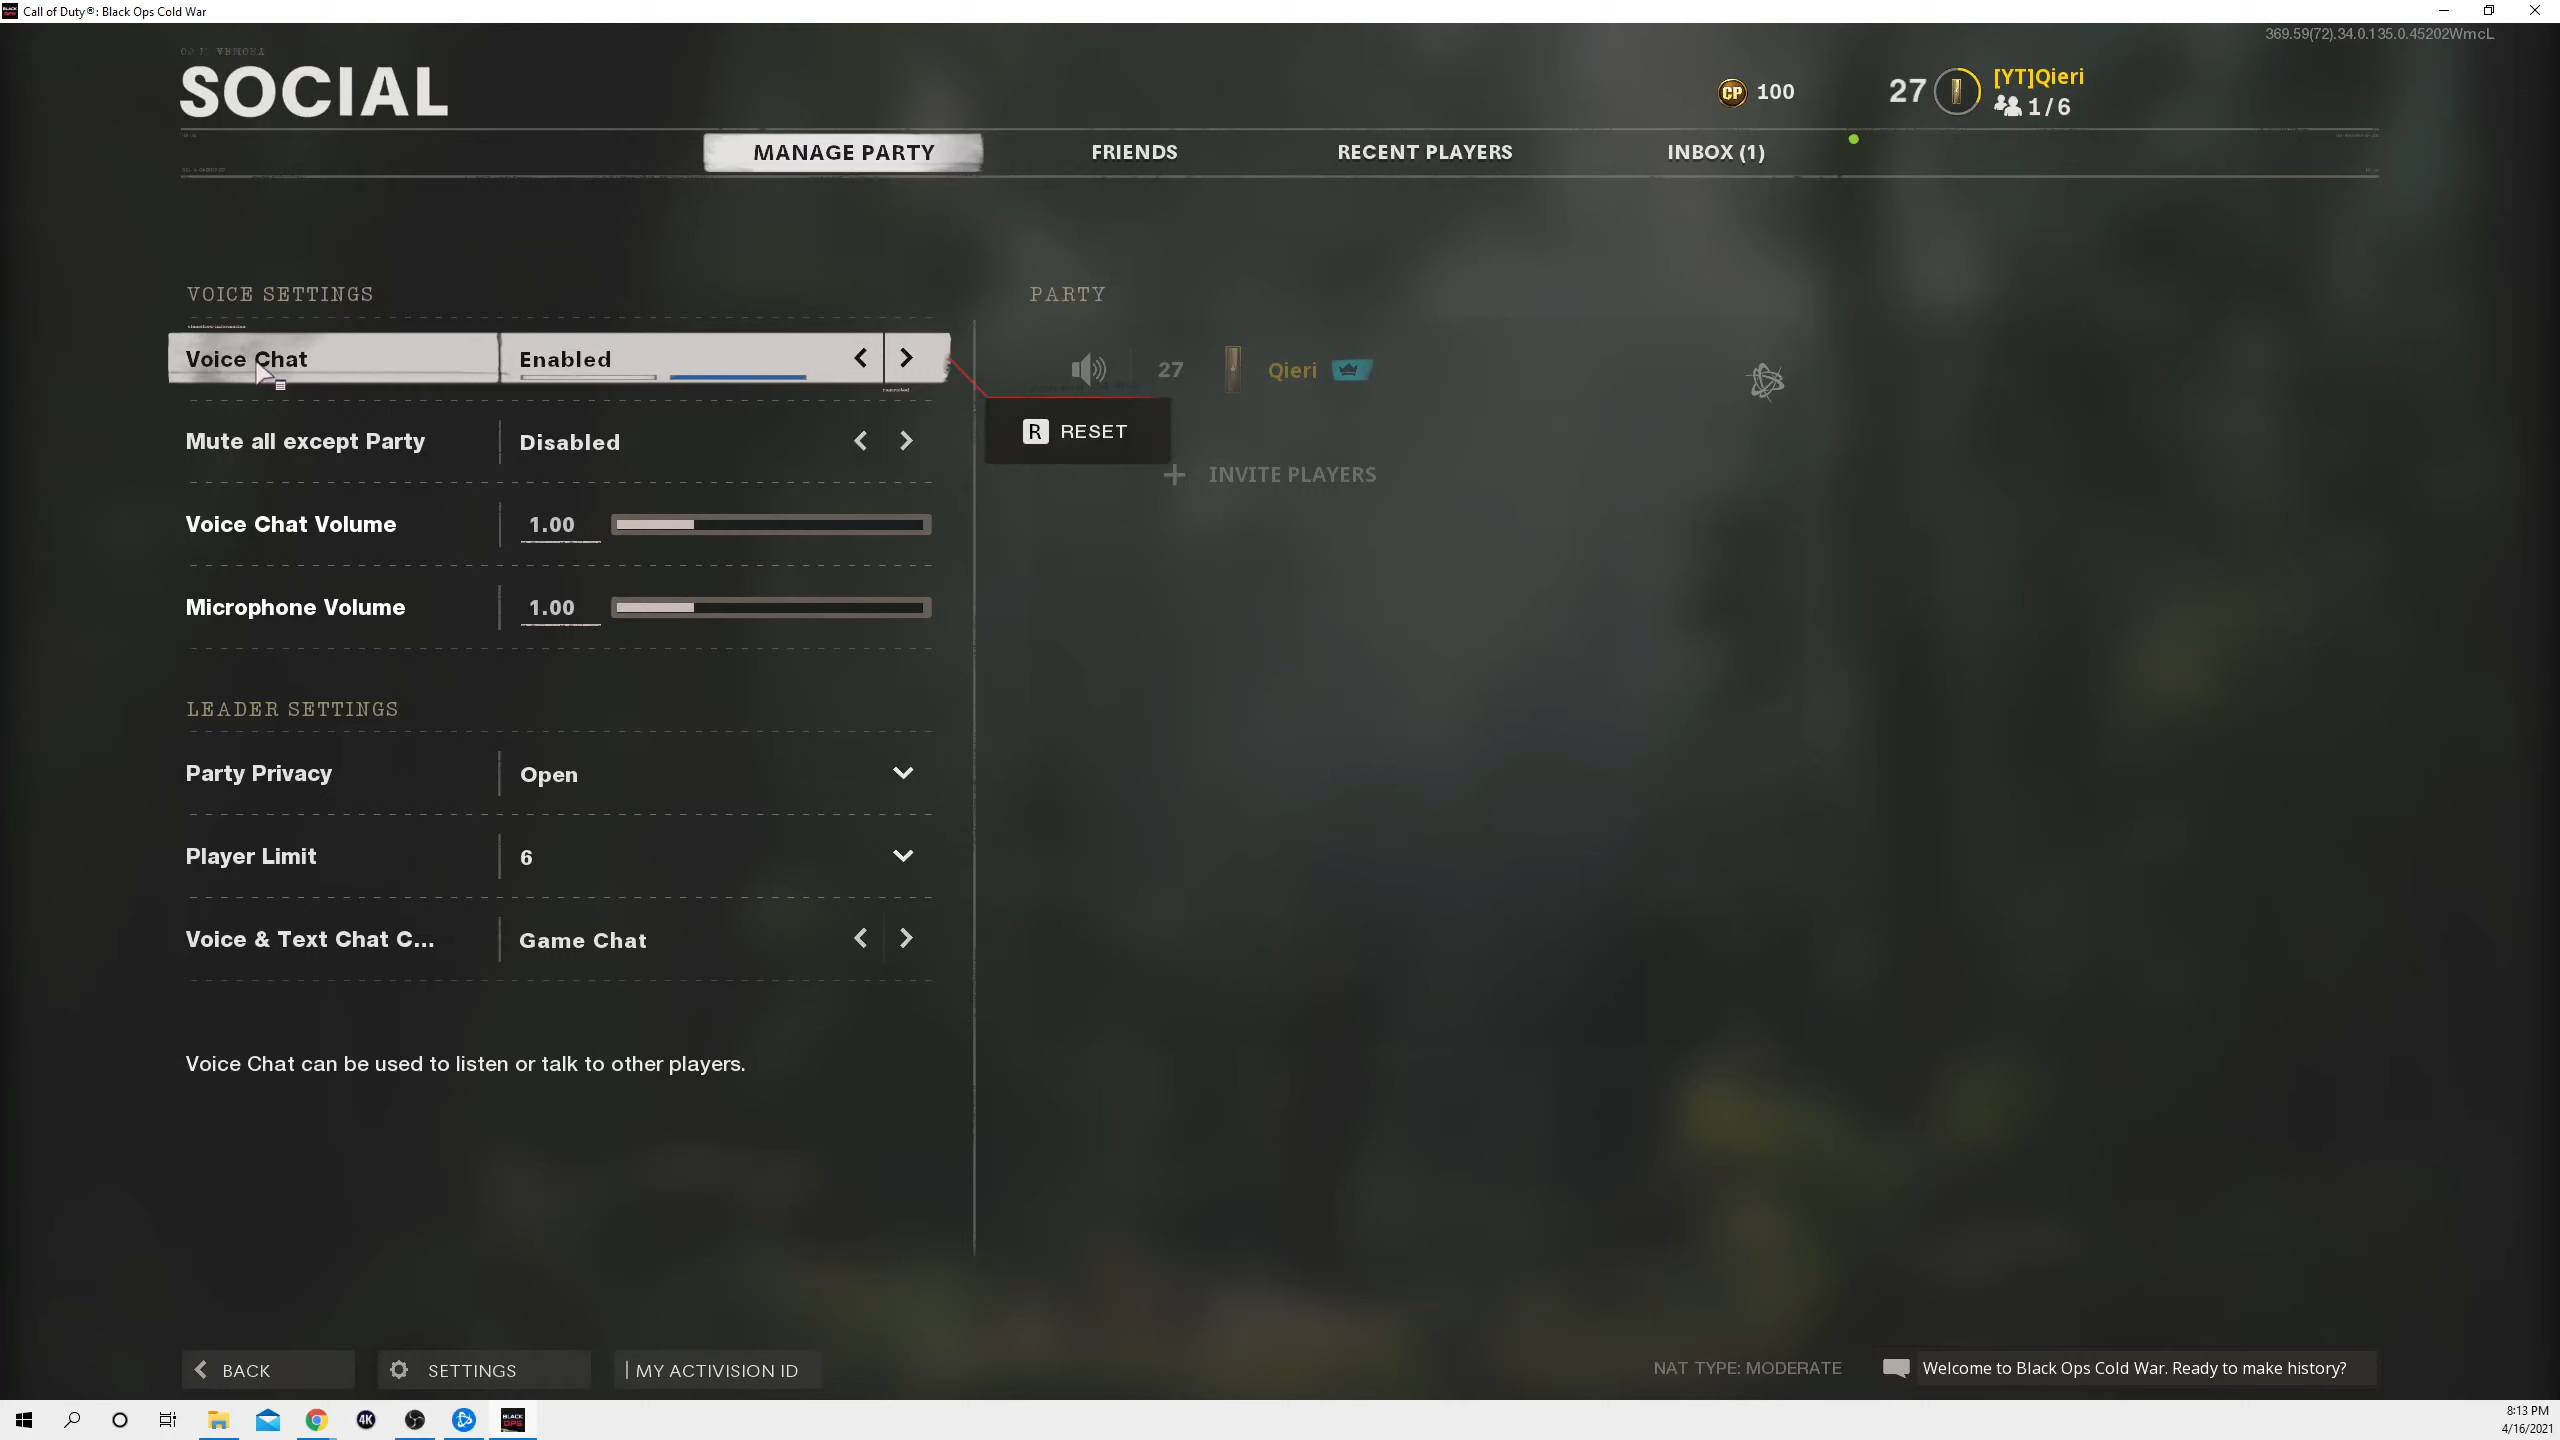 Call of Duty®: Black Ops Cold War
369.59(72).34.0.135.0.45202WmcL
SOCIAL
CP 100
27 [YT]Qieri
1/6
MANAGE PARTY FRIENDS RECENT PLAYERS INBOX (1)
VOICE SETTINGS
Voice Chat Enabled
Mute all except Party Disabled
Voice Chat Volume 1.00
Microphone Volume 1.00
LEADER SETTINGS
Party Privacy Open
Player Limit 6
Voice & Text Chat C... Game Chat
Voice Chat can be used to listen or talk to other players.
PARTY
27 Qieri
R RESET
+ INVITE PLAYERS
BACK SETTINGS |MY ACTIVISION ID
NAT TYPE: MODERATE Welcome to Black Ops Cold War. Ready to make history?
4K
BLACK OPS
8:13 PM
4/16/2021